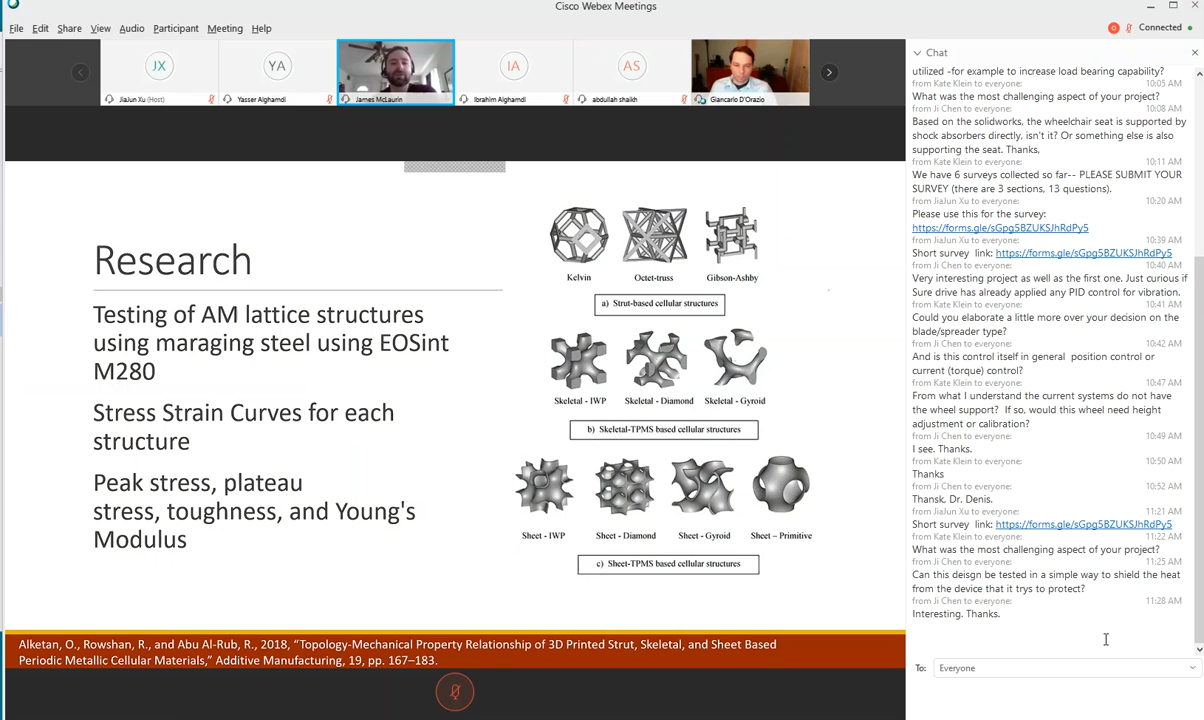 Cisco Webex Meetings
File Edit Share View Audio Participant Meeting Help
Connected
JX
YA
IA
AS
JiaJun Xu (Host)
Yasser Alghamdi
James McLaurin
Ibrahim Alghamdi
abdullah shaikh
Giancarlo D'Orazio
Research
Testing of AM lattice structures
using maraging steel using EOSint
M280
Stress Strain Curves for each
structure
Peak stress, plateau
stress, toughness, and Young's
Modulus
Kelvin Octet-truss Gibson-Ashby
a) Strut-based cellular structures
Skeletal - IWP Skeletal - Diamond Skeletal - Gyroid
b) Skeletal-TPMS based cellular structures
Sheet - IWP Sheet - Diamond Sheet - Gyroid Sheet – Primitive
c) Sheet-TPMS based cellular structures
Alketan, O., Rowshan, R., and Abu Al-Rub, R., 2018, “Topology-Mechanical Property Relationship of 3D Printed Strut, Skeletal, and Sheet Based
Periodic Metallic Cellular Materials,” Additive Manufacturing, 19, pp. 167–183.
Chat
utilized -for example to increase load bearing capability?
from Kate Klein to everyone: 10:05 AM
What was the most challenging aspect of your project?
from Ji Chen to everyone: 10:08 AM
Based on the solidworks, the wheelchair seat is supported by
shock absorbers directly, isn't it? Or something else is also
supporting the seat. Thanks,
from Kate Klein to everyone: 10:11 AM
We have 6 surveys collected so far-- PLEASE SUBMIT YOUR
SURVEY (there are 3 sections, 13 questions).
from JiaJun Xu to everyone: 10:20 AM
Please use this for the survey:
https://forms.gle/sGpg5BZUKSJhRdPy5
from JiaJun Xu to everyone: 10:39 AM
Short survey link: https://forms.gle/sGpg5BZUKSJhRdPy5
from Ji Chen to everyone: 10:40 AM
Very interesting project as well as the first one. Just curious if
Sure drive has already applied any PID control for vibration.
from Kate Klein to everyone: 10:41 AM
Could you elaborate a little more over your decision on the
blade/spreader type?
from Ji Chen to everyone: 10:42 AM
And is this control itself in general position control or
current (torque) control?
from Kate Klein to everyone: 10:47 AM
From what I understand the current systems do not have
the wheel support? If so, would this wheel need height
adjustment or calibration?
from Ji Chen to everyone: 10:49 AM
I see. Thanks.
from Kate Klein to everyone: 10:50 AM
Thanks
from Ji Chen to everyone: 10:52 AM
Thansk, Dr. Denis.
from JiaJun Xu to everyone: 11:21 AM
Short survey link: https://forms.gle/sGpg5BZUKSJhRdPy5
from Kate Klein to everyone: 11:22 AM
What was the most challenging aspect of your project?
from Ji Chen to everyone: 11:25 AM
Can this deisgn be tested in a simple way to shield the heat
from the device that it trys to protect?
from Ji Chen to everyone: 11:28 AM
Interesting. Thanks.
To: Everyone